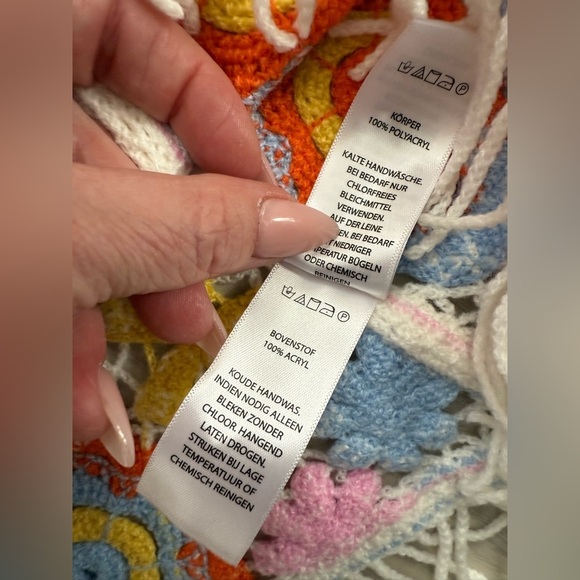 KÖRPER
100% POLYACRYL
KALTE HANDWÄSCHE.
BEI BEDARF NUR
CHLORFREIES
BLEICHMITTEL
VERWENDEN.
AUF DER LEINE
BEI BEDARF
NIEDRIGER
BÜGELN
ODER CHEMISCH
REINIGEN
BOVENSTOF
100% ACRYL
KOUDE HANDWAS.
INDIEN NODIG ALLEEN
BLEKEN ZONDER
CHLOOR. HANGEND
LATEN DROGEN.
STRIJKEN BIJ LAGE
TEMPERATUUR OF
CHEMISCH REINIGEN